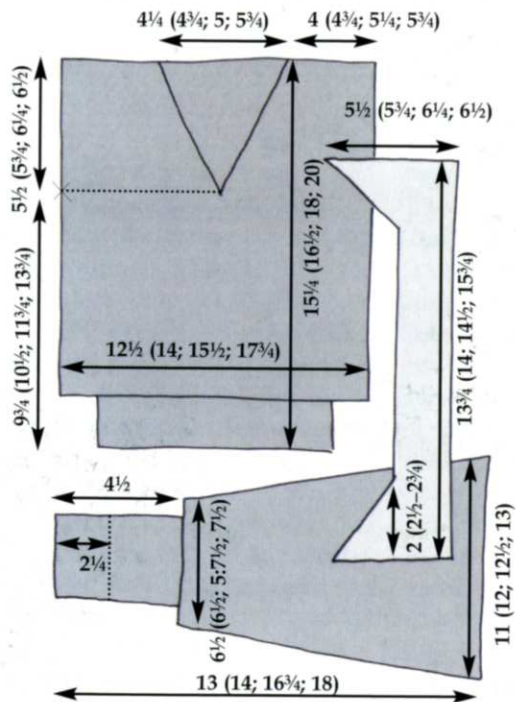 4¼ (4¾; 5; 5¾)
4 (4¾; 5¼; 5¾)
5½ (5¾; 6¼; 6½)
5½ (5¾; 6¼; 6½)
15¼ (16½; 18; 20)
13¾ (14; 14½; 15¾)
12½ (14; 15½; 17¾)
9¾ (10½; 11¾; 13¾)
4½
2¼
6½ (6½; 5:7½; 7½)
2 (2½–2¾)
11 (12; 12½; 13)
13 (14; 16¾; 18)